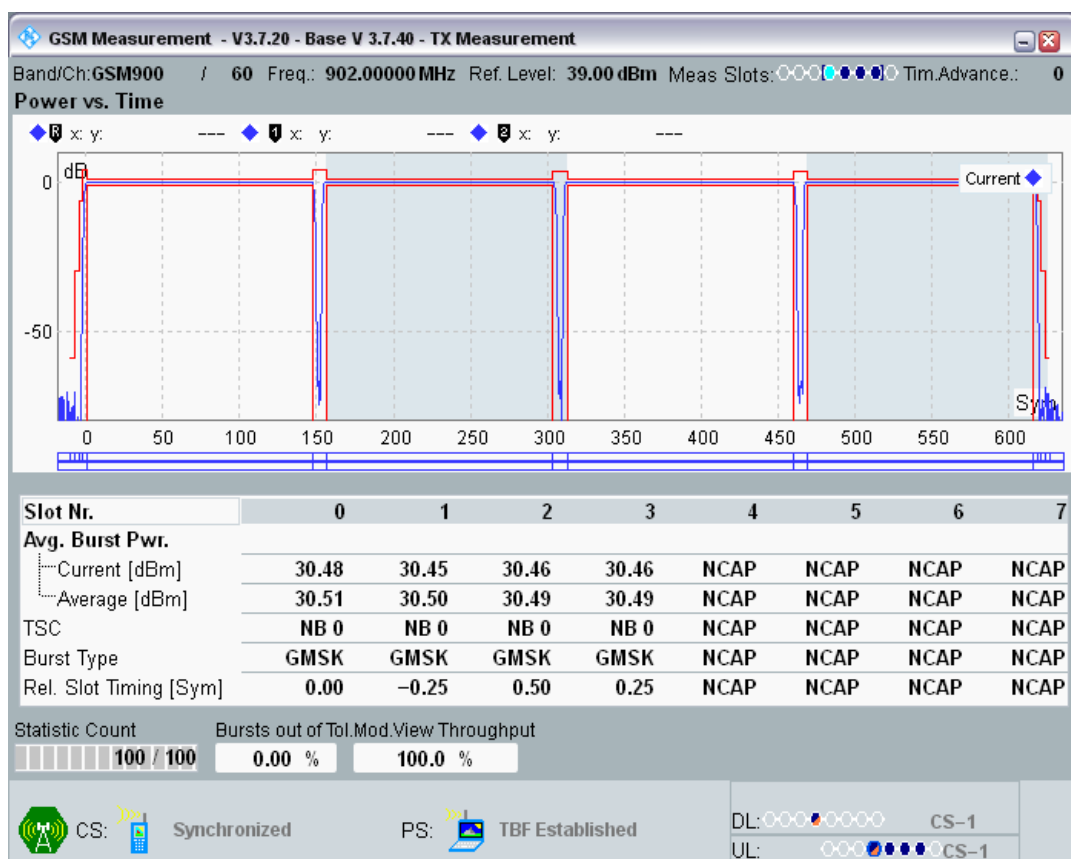 GSM Measurement - V3.7.20 - Base V 3.7.40 - TX Measurement
Band/Ch:GSM900 / 60 Freq.: 902.00000 MHz Ref. Level: 39.00 dBm Meas Slots: Tim.Advance.: 0
Power vs. Time
R x: y: --- 1 x: y: --- 2 x: y: ---
dB
0
Current
-50
Sym
0 50 100 150 200 250 300 350 400 450 500 550 600
Slot Nr. 0 1 2 3 4 5 6 7
Avg. Burst Pwr.
Current [dBm] 30.48 30.45 30.46 30.46 NCAP NCAP NCAP NCAP
Average [dBm] 30.51 30.50 30.49 30.49 NCAP NCAP NCAP NCAP
TSC NB 0 NB 0 NB 0 NB 0 NCAP NCAP NCAP NCAP
Burst Type GMSK GMSK GMSK GMSK NCAP NCAP NCAP NCAP
Rel. Slot Timing [Sym] 0.00 −0.25 0.50 0.25 NCAP NCAP NCAP NCAP
Statistic Count Bursts out of Tol. Mod.View Throughput
100 / 100 0.00 % 100.0 %
CS: Synchronized PS: TBF Established DL: CS−1
UL: CS−1